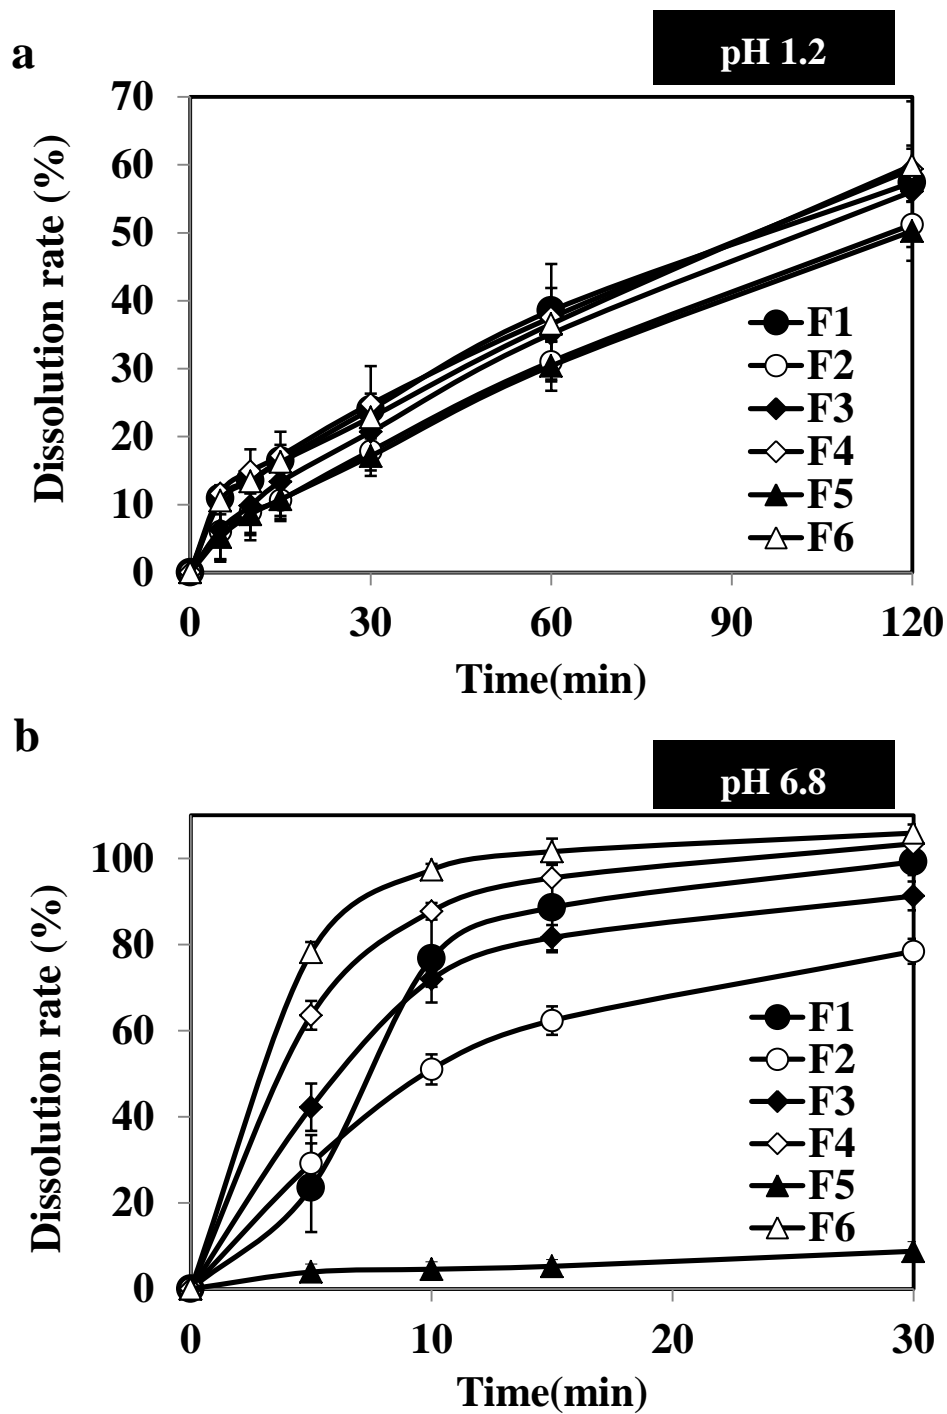 a
pH 1.2
70
60
50
40
30
20
10
0
Dissolution rate (%)
F1
F2
F3
F4
F5
F6
0 30 60 90 120
Time(min)
b
pH 6.8
100
80
60
40
20
0
Dissolution rate (%)
F1
F2
F3
F4
F5
F6
0 10 20 30
Time(min)